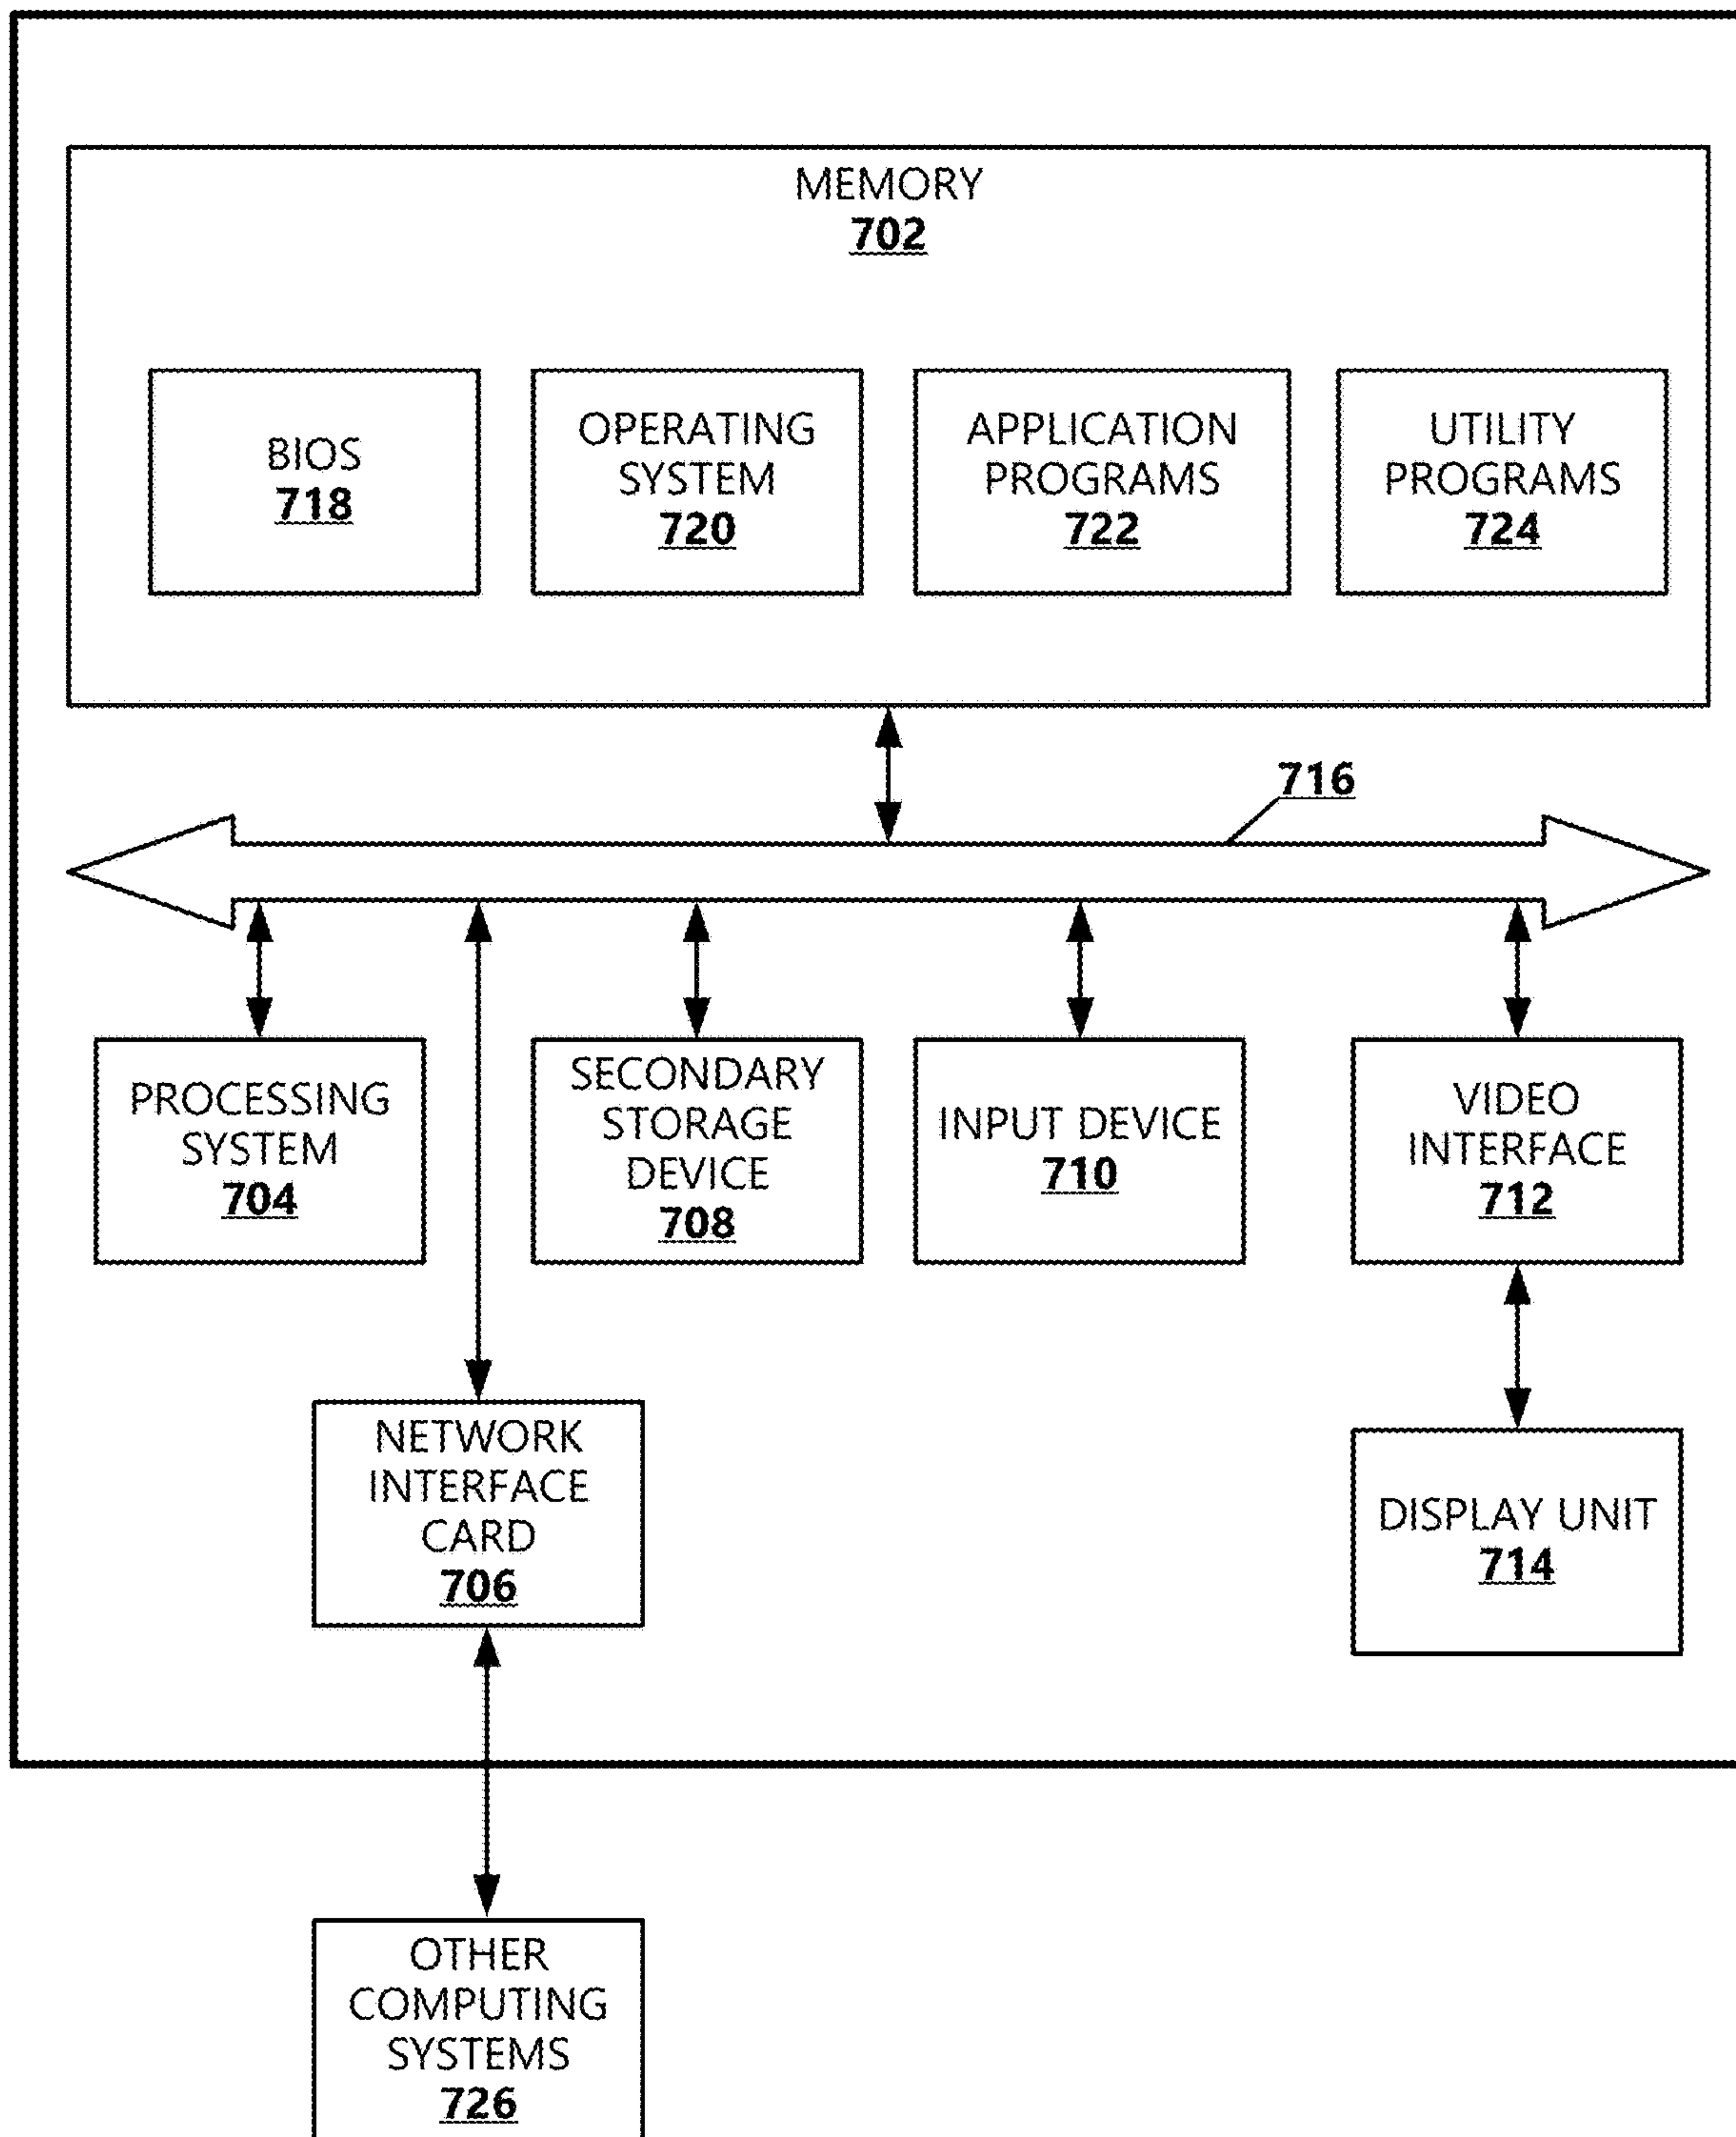 MEMORY
702
BIOS
718
OPERATING
SYSTEM
720
APPLICATION
PROGRAMS
722
UTILITY
PROGRAMS
724
716
PROCESSING
SYSTEM
704
SECONDARY
STORAGE
DEVICE
708
INPUT DEVICE
710
VIDEO
INTERFACE
712
NETWORK
INTERFACE
CARD
706
DISPLAY UNIT
714
OTHER
COMPUTING
SYSTEMS
726